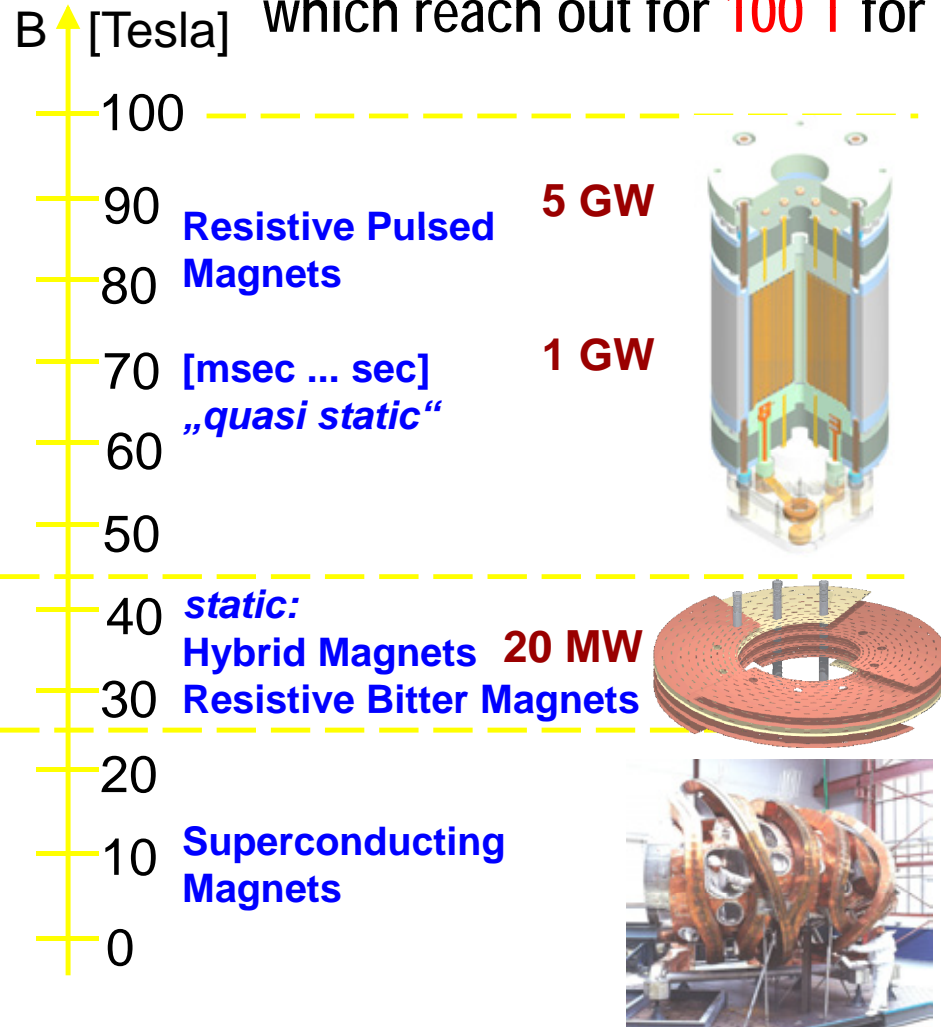 which reach out for 100 T for
B [Tesla]
100
90
5 GW
Resistive Pulsed
Magnets
80
1 GW
70 [msec ... sec]
„quasi static“
60
50
40 static:
Hybrid Magnets 20 MW
30 Resistive Bitter Magnets
20
10 Superconducting
Magnets
0